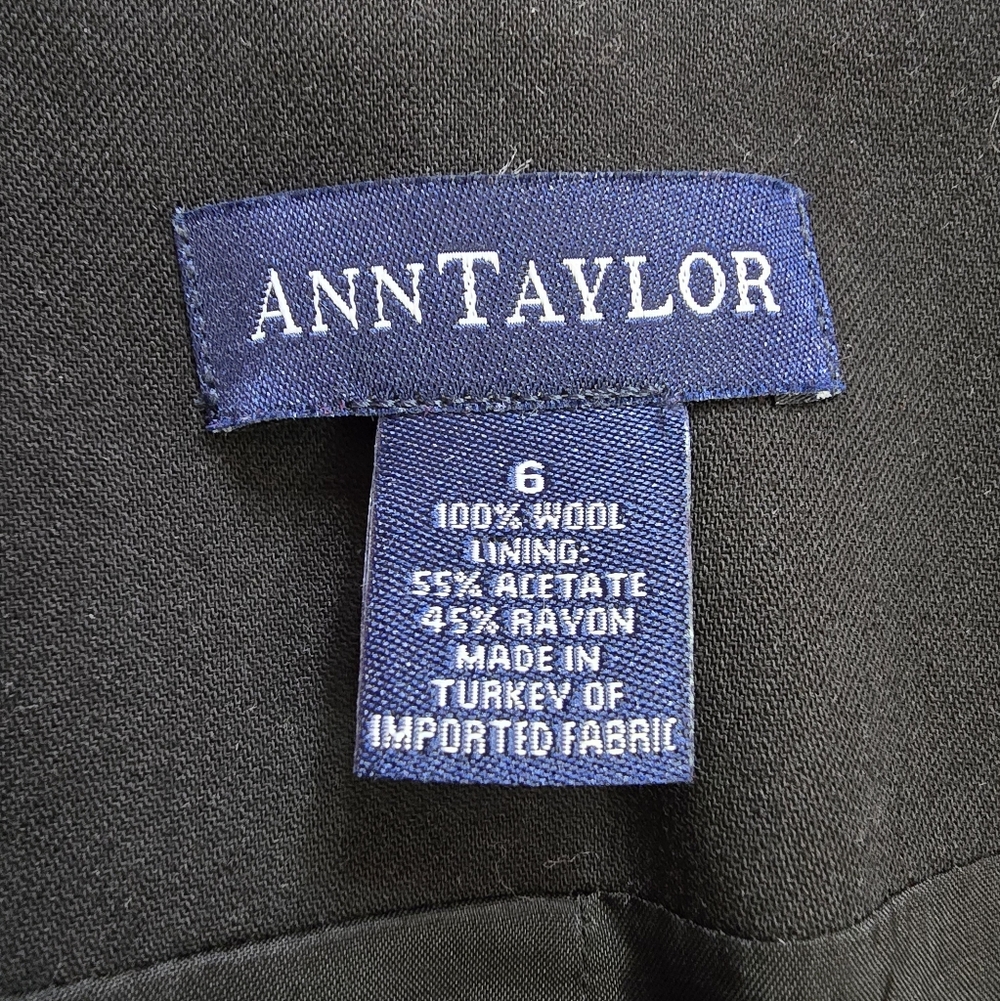 ANNTAYLOR
6
100% WOOL
LINING:
55% ACETATE
45% RAYON
MADE IN
TURKEY OF
IMPORTED FABRIC